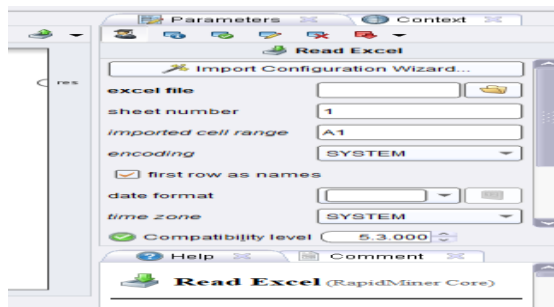 Parameters Context
Read Excel
res
Import Configuration Wizard...
excel file
sheet number 1
imported cell range A1
encoding SYSTEM
first row as names
date format
time zone SYSTEM
Compatibility level 5.3.000
Help Comment
Read Excel (RapidMiner Core)